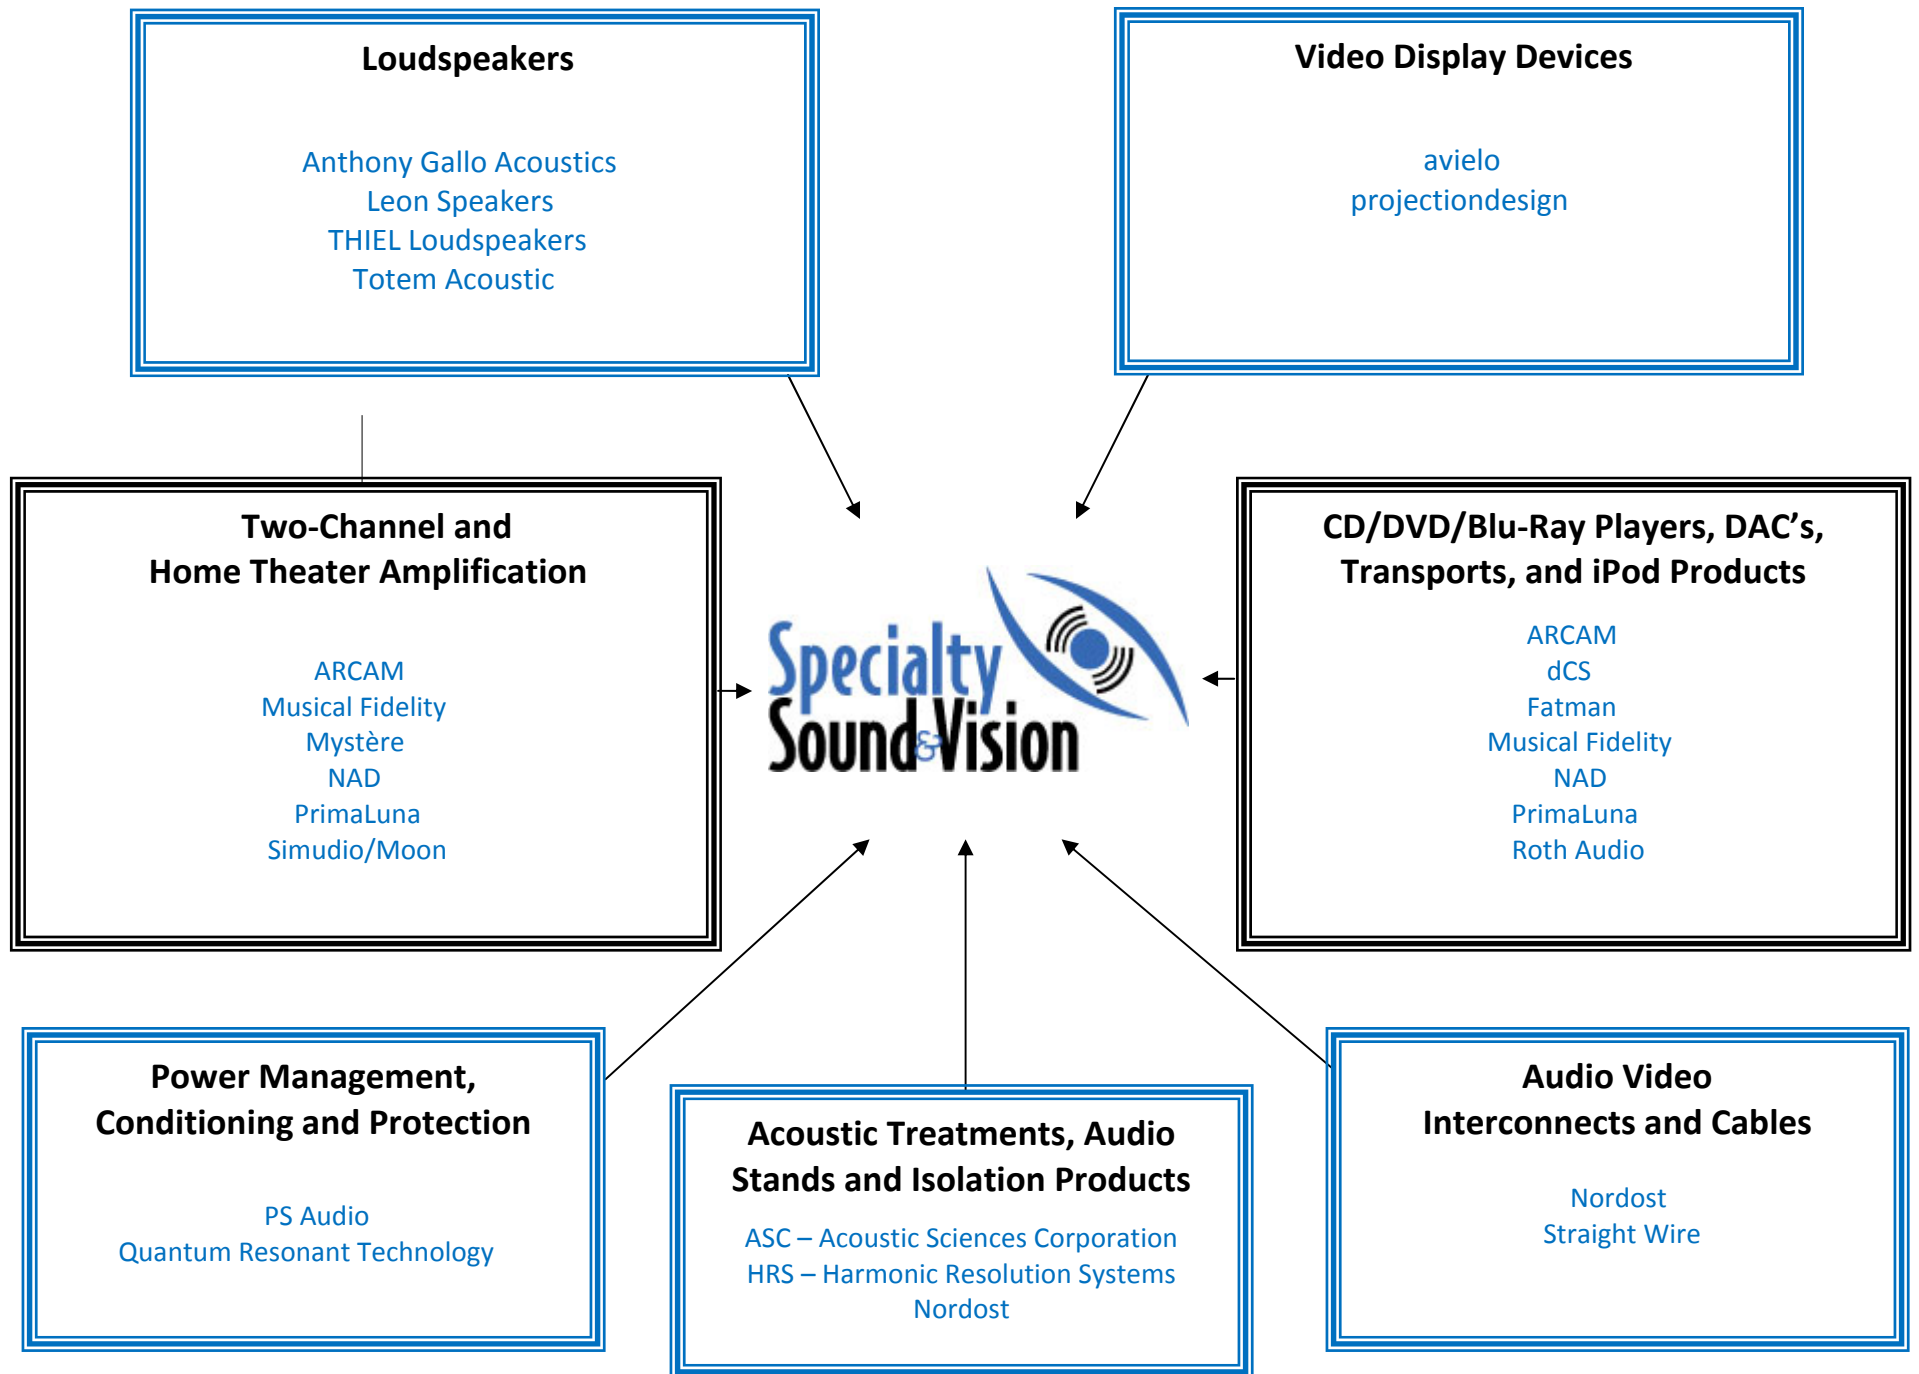 Loudspeakers
Anthony Gallo Acoustics
Leon Speakers
THIEL Loudspeakers
Totem Acoustic
Video Display Devices
avielo
projectiondesign
Two-Channel and
Home Theater Amplification
ARCAM
Musical Fidelity
Mystère
NAD
PrimaLuna
Simudio/Moon
Specialty
Sound&Vision
CD/DVD/Blu-Ray Players, DAC’s,
Transports, and iPod Products
ARCAM
dCS
Fatman
Musical Fidelity
NAD
PrimaLuna
Roth Audio
Power Management,
Conditioning and Protection
PS Audio
Quantum Resonant Technology
Acoustic Treatments, Audio
Stands and Isolation Products
ASC – Acoustic Sciences Corporation
HRS – Harmonic Resolution Systems
Nordost
Audio Video
Interconnects and Cables
Nordost
Straight Wire